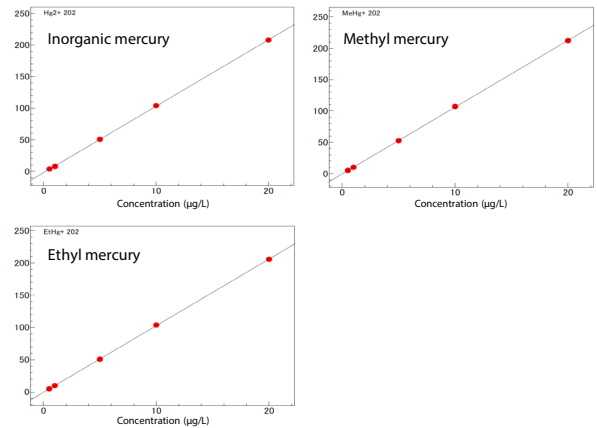 Hg2+ 202
Inorganic mercury
250
200
150
100
50
0
0 10 20
Concentration (µg/L)
MeHg+ 202
Methyl mercury
250
200
150
100
50
0
0 10 20
Concentration (µg/L)
EtHg+ 202
Ethyl mercury
250
200
150
100
50
0
0 10 20
Concentration (µg/L)